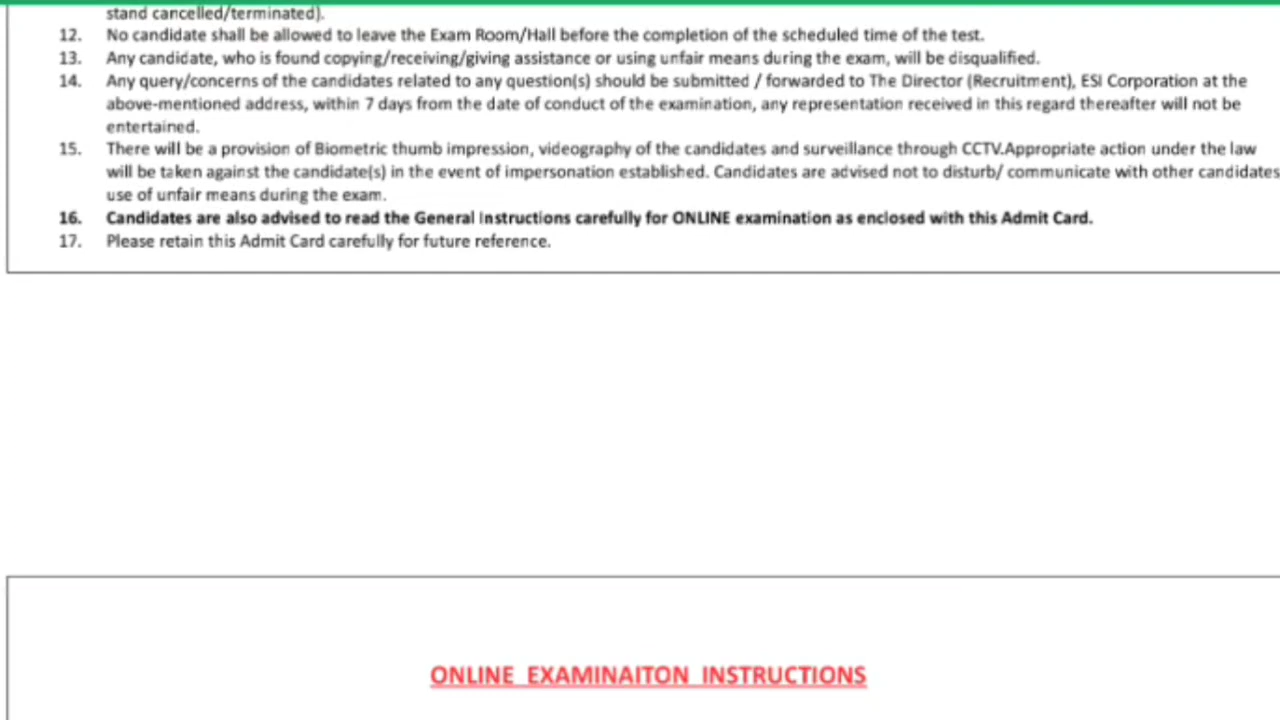 stand cancelled/terminated).
12. No candidate shall be allowed to leave the Exam Room/Hall before the completion of the scheduled time of the test.
13. Any candidate, who is found copying/receiving/giving assistance or using unfair means during the exam, will be disqualified.
14. Any query/concerns of the candidates related to any question(s) should be submitted / forwarded to The Director (Recruitment), ESI Corporation at the
above-mentioned address, within 7 days from the date of conduct of the examination, any representation received in this regard thereafter will not be
entertained.
15. There will be a provision of Biometric thumb impression, videography of the candidates and surveillance through CCTV.Appropriate action under the law
will be taken against the candidate(s) in the event of impersonation established. Candidates are advised not to disturb/ communicate with other candidates
use of unfair means during the exam.
16. Candidates are also advised to read the General Instructions carefully for ONLINE examination as enclosed with this Admit Card.
17. Please retain this Admit Card carefully for future reference.
ONLINE EXAMINAITON INSTRUCTIONS